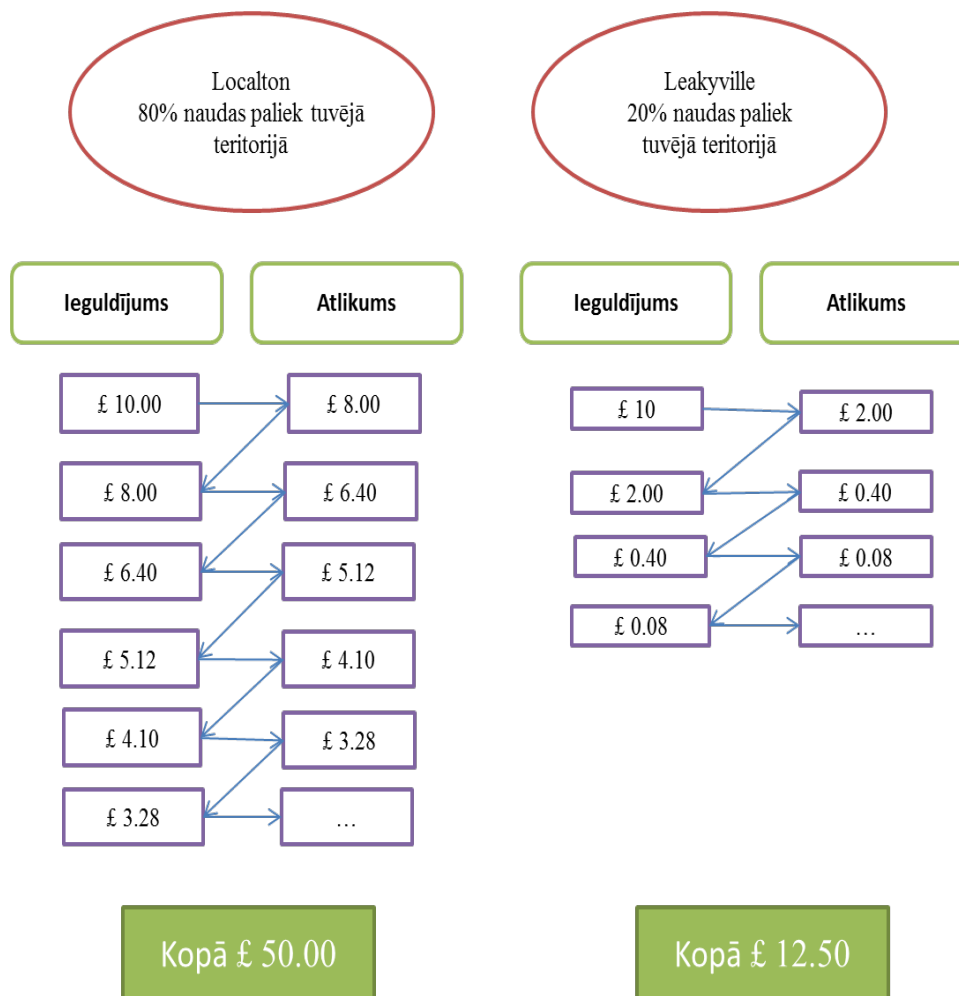 Localton
80% naudas paliek tuvējā
teritorijā
Leakyville
20% naudas paliek
tuvējā teritorijā
Ieguldījums
Atlikums
Ieguldījums
Atlikums
£ 10.00
£ 8.00
£ 8.00
£ 6.40
£ 6.40
£ 5.12
£ 5.12
£ 4.10
£ 4.10
£ 3.28
£ 3.28
…
£ 10
£ 2.00
£ 2.00
£ 0.40
£ 0.40
£ 0.08
£ 0.08
…
Kopā £ 50.00
Kopā £ 12.50